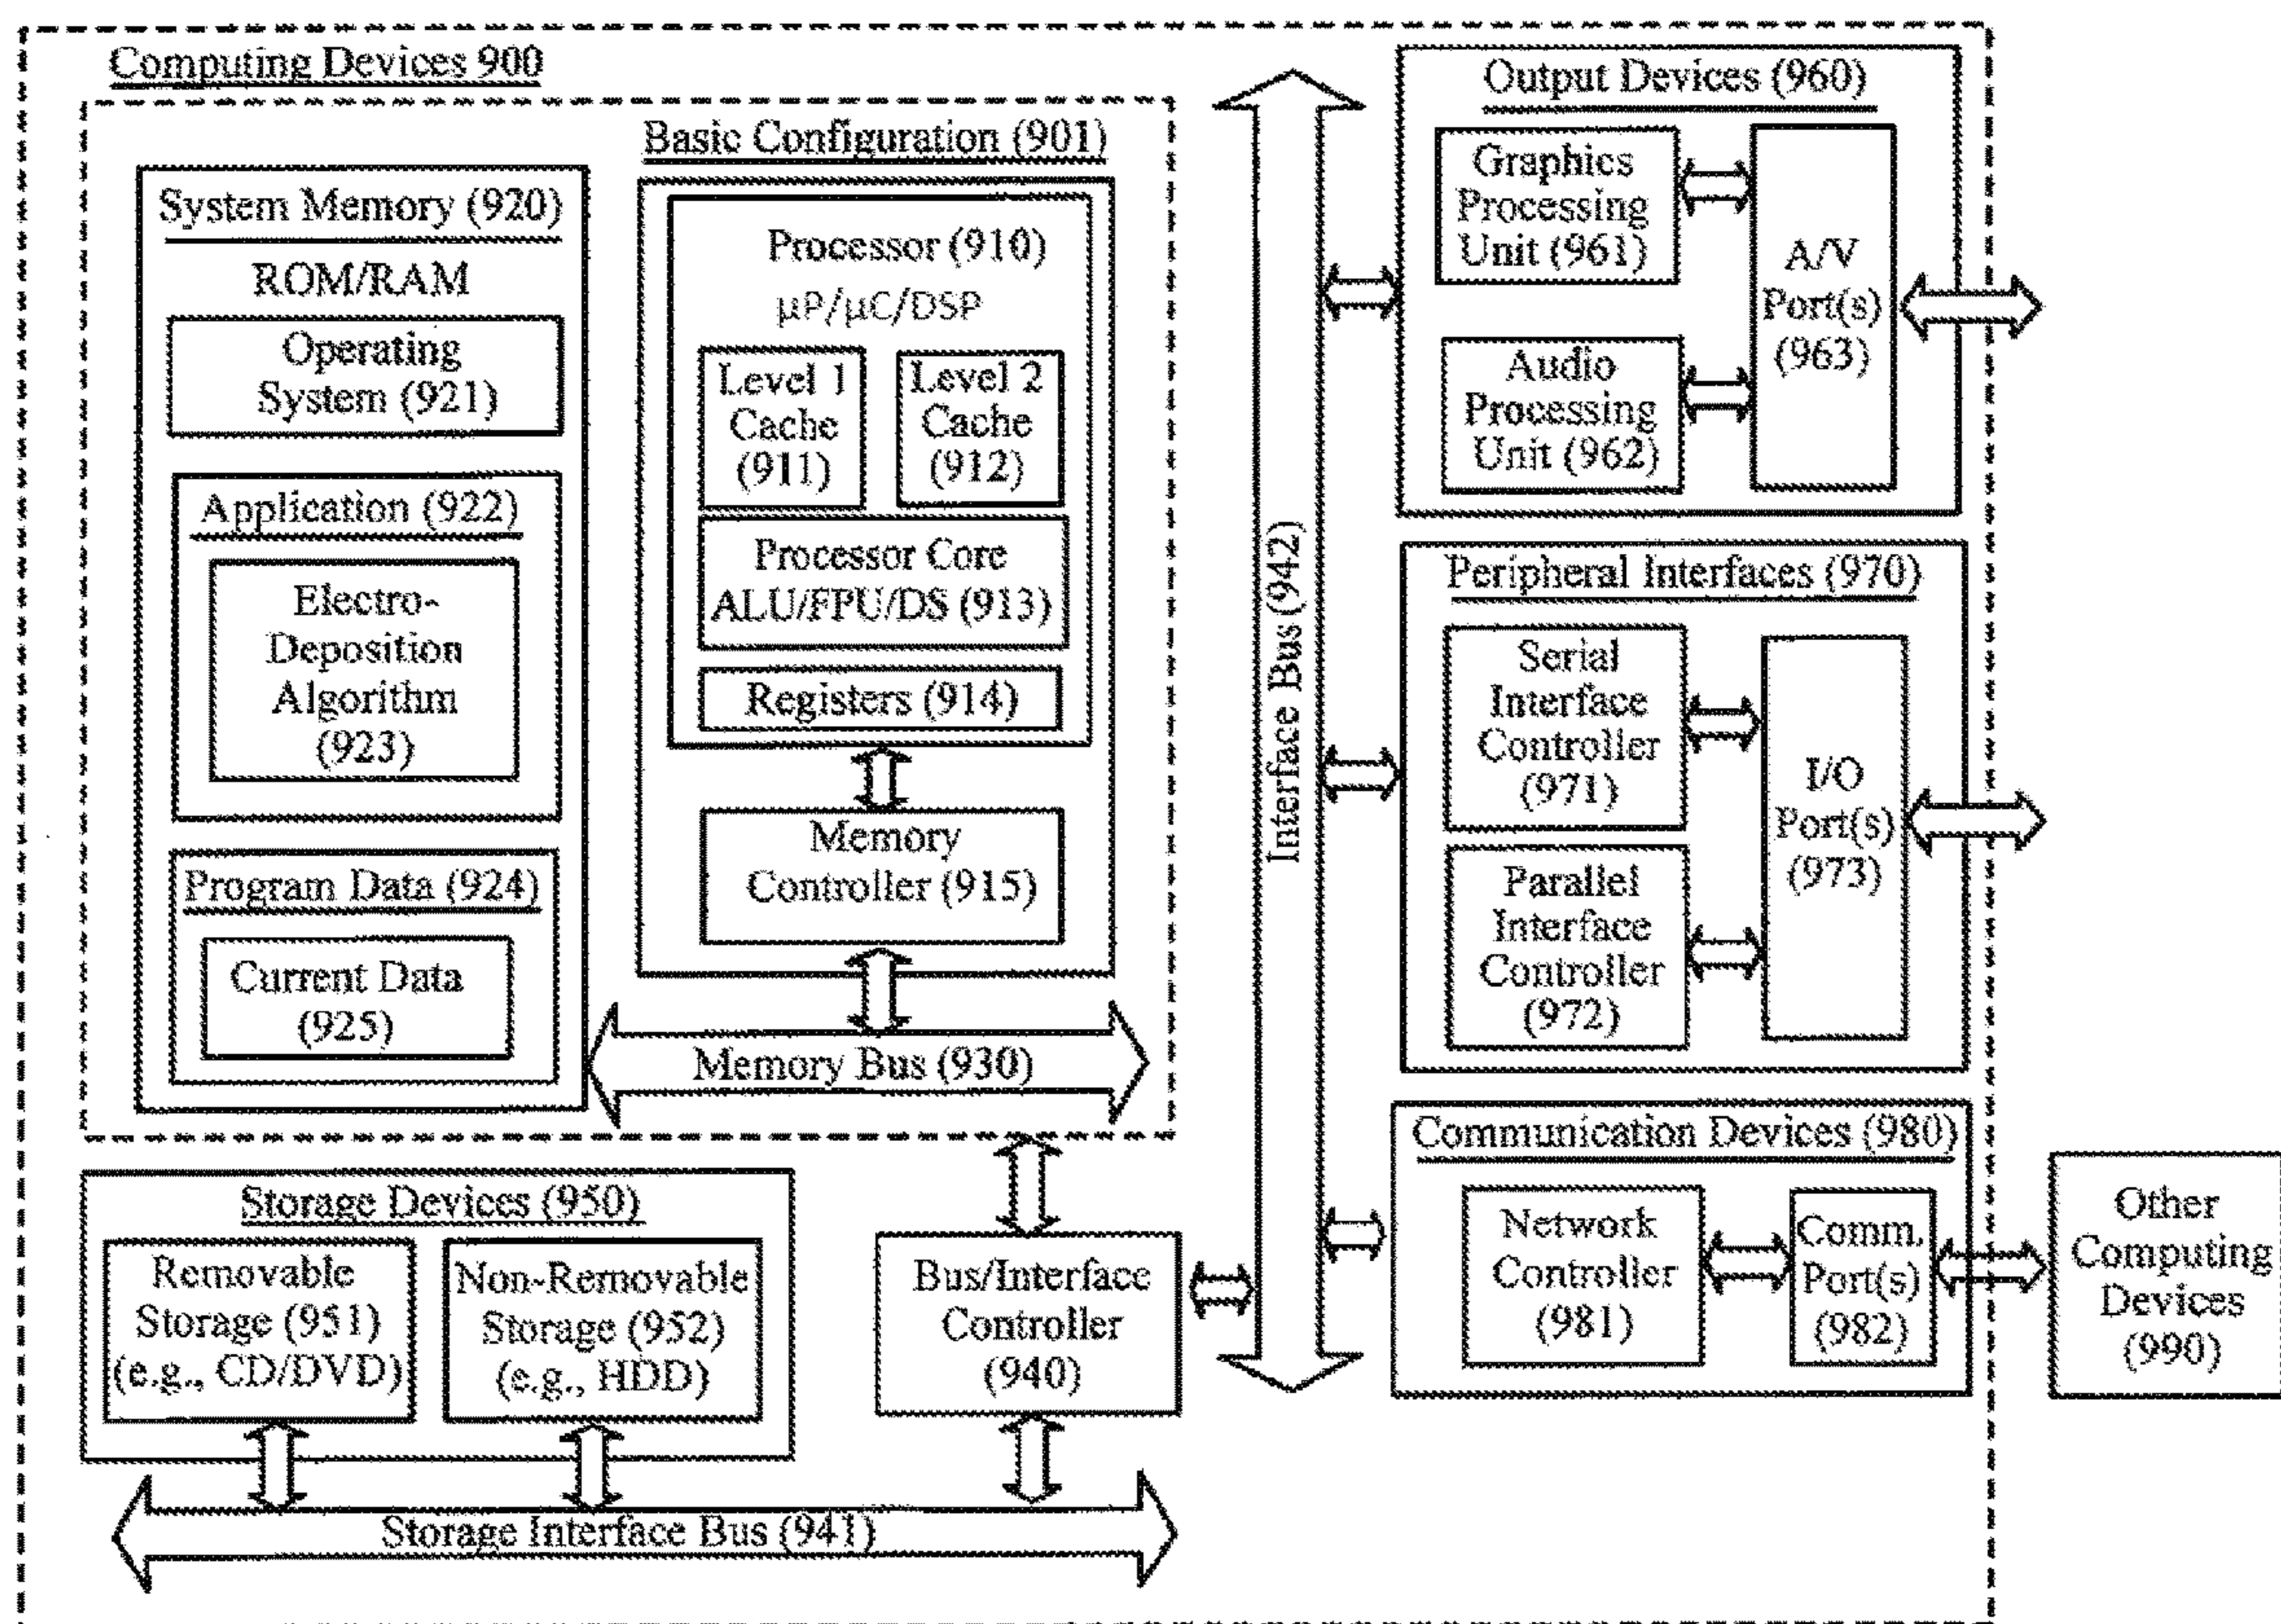 Computing Devices 900
Basic Configuration (901)
System Memory (920)
ROM/RAM
Operating
System (921)
Application (922)
Electro-
Deposition
Algorithm
(923)
Program Data (924)
Current Data
(925)
Processor (910)
µP/µC/DSP
Level 1
Cache
(911)
Level 2
Cache
(912)
Processor Core
ALU/FPU/DS (913)
Registers (914)
Memory
Controller (915)
Memory Bus (930)
Storage Devices (950)
Removable
Storage (951)
(e.g., CD/DVD)
Non-Removable
Storage (952)
(e.g., HDD)
Bus/Interface
Controller
(940)
Storage Interface Bus (941)
Interface Bus (942)
Output Devices (960)
Graphics
Processing
Unit (961)
Audio
Processing
Unit (962)
A/V
Port(s)
(963)
Peripheral Interfaces (970)
Serial
Interface
Controller
(971)
Parallel
Interface
Controller
(972)
I/O
Port(s)
(973)
Communication Devices (980)
Network
Controller
(981)
Comm.
Port(s)
(982)
Other
Computing
Devices
(990)